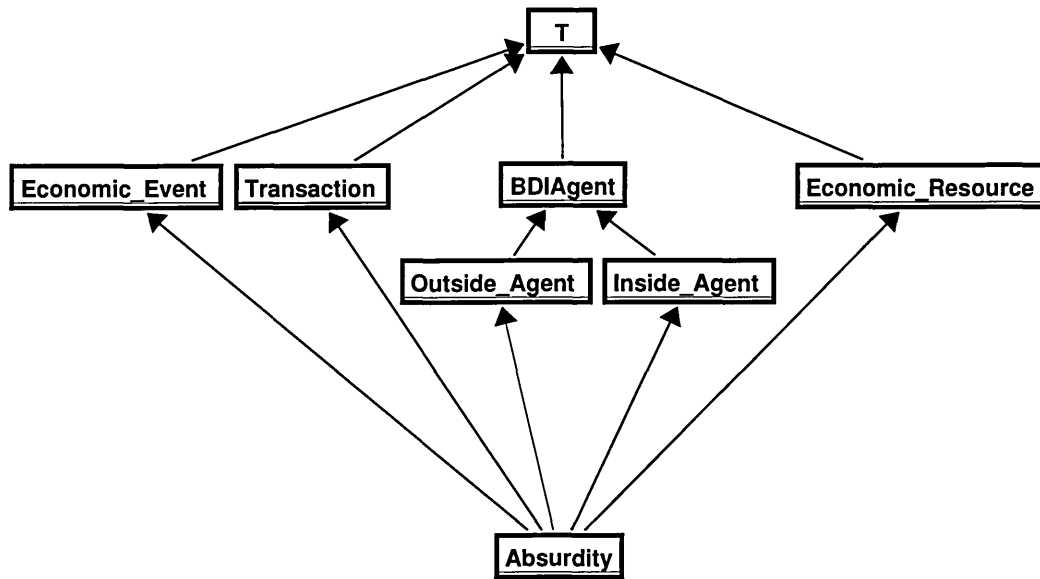 T
Economic_Event
Transaction
BDIAgent
Economic_Resource
Outside_Agent
Inside_Agent
Absurdity